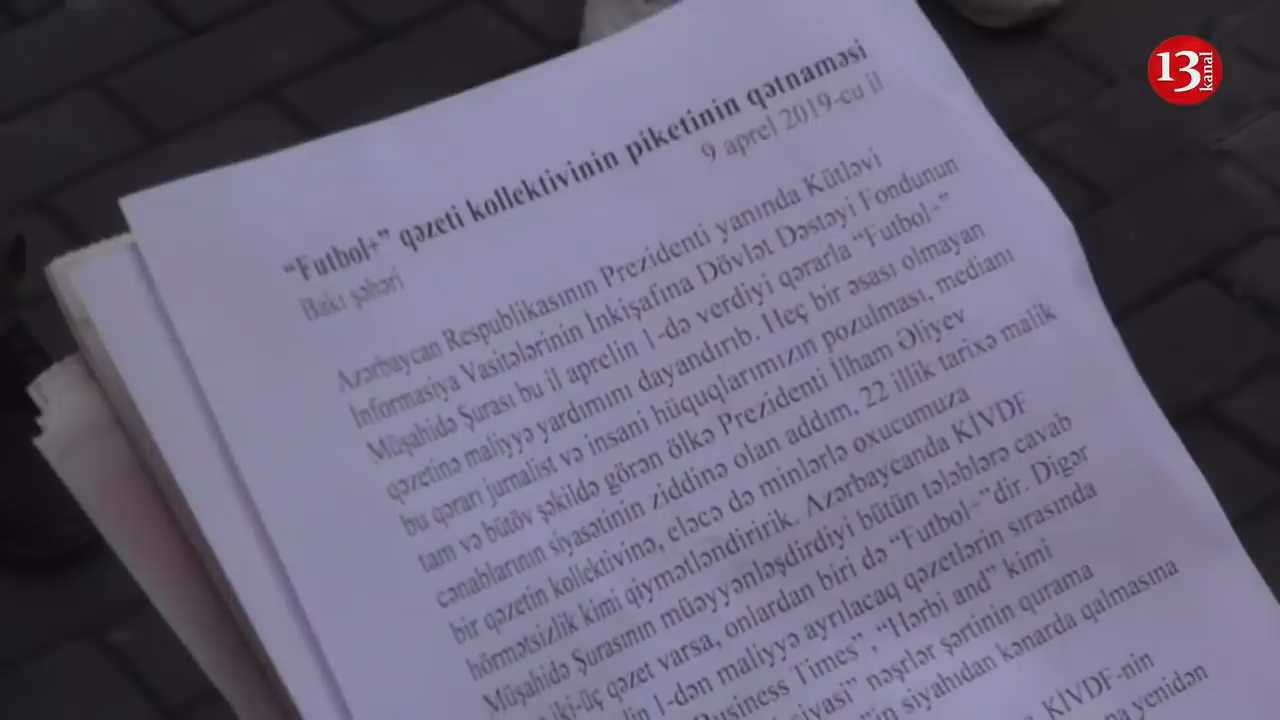 13 kanal
“Futbol+” qəzeti kollektivinin piketinin qətnaməsi
9 aprel 2019-cu il
Bakı şəhəri
Azərbaycan Respublikasının Prezidenti yanında Kütləvi
İnformasiya Vasitələrinin İnkişafına Dövlət Dəstəyi Fondunun
Müşahidə Şurası bu il aprelin 1-də verdiyi qərarla “Futbol+”
qəzetinə maliyyə yardımını dayandırıb. Heç bir əsası olmayan
bu qərarı jurnalist və insani hüquqlarımızın pozulması, medianı
tam və bütöv şəkildə görən ölkə Prezidenti İlham Əliyev
cənablarının siyasətinin ziddinə olan addım, 22 illik tarixə malik
bir qəzetin kollektivinə, eləcə də minlərlə oxucumuza
hörmətsizlik kimi qiymətləndiririk. Azərbaycanda KİVDF
Müşahidə Şurasının müəyyənləşdirdiyi bütün tələblərə cavab
iki-üç qəzet varsa, onlardan biri də “Futbol+”dir. Digər
1-dən maliyyə ayrılacaq qəzetlərin sırasında
Business Times”, “Hərbi and” kimi
siyasi” nəşrlər şərtinin qurama
siyahıdan kənarda qalmasına
KİVDF-nin
yenidən